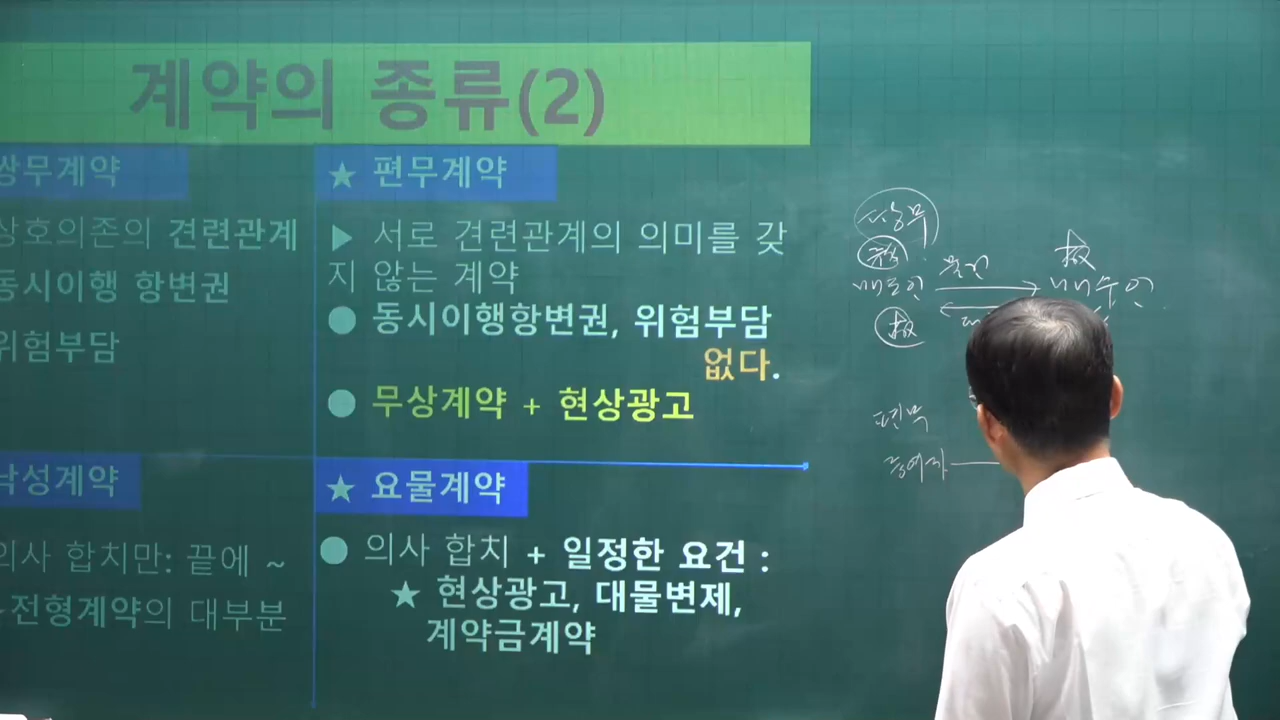 계약의 종류(2)
쌍무계약
상호의존의 견련관계
동시이행 항변권
위험부담
★ 편무계약
▶ 서로 견련관계의 의미를 갖
지 않는 계약
● 동시이행항변권, 위험부담
없다.
● 무상계약 + 현상광고
낙성계약
의사 합치만: 끝에 ~
전형계약의 대부분
★ 요물계약
● 의사 합치 + 일정한 요건 :
★ 현상광고, 대물변제,
계약금계약
쌍무
매도인
매수인
편무
증여자